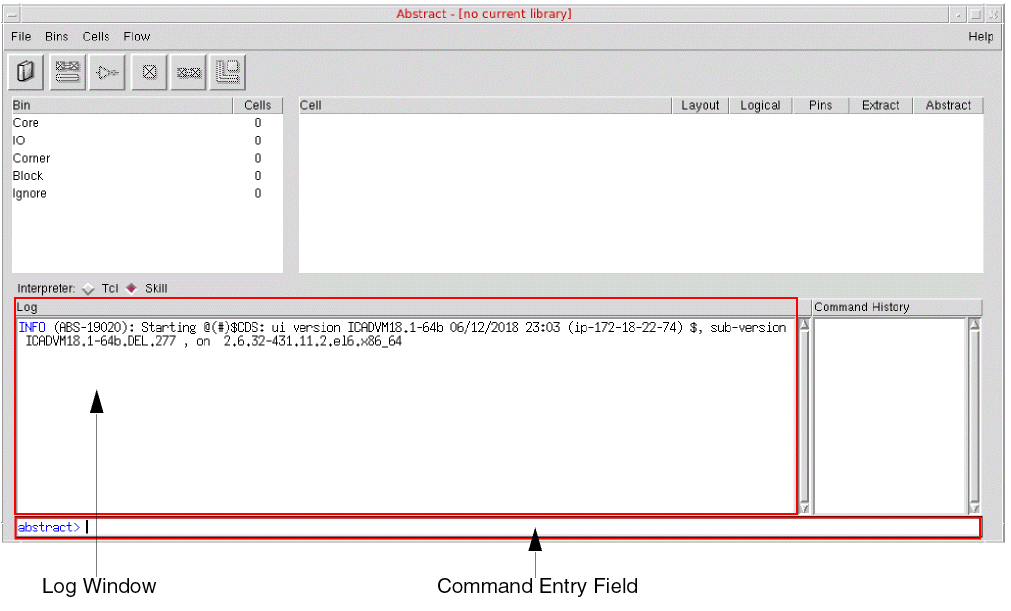 Abstract - [no current library]
File Bins Cells Flow Help
Bin Cells Cell Layout Logical Pins Extract Abstract
Core 0
IO 0
Corner 0
Block 0
Ignore 0
Interpreter: Tcl Skill
Log Command History
INFO (ABS-19020): Starting @(#)$CDS: ui version ICADVM18.1-64b 06/12/2018 23:03 (ip-172-18-22-74) $, sub-version
ICADVM18.1-64b.DEL.277 , on 2.6.32-431.11.2.el6.x86_64
abstract>
Log Window Command Entry Field